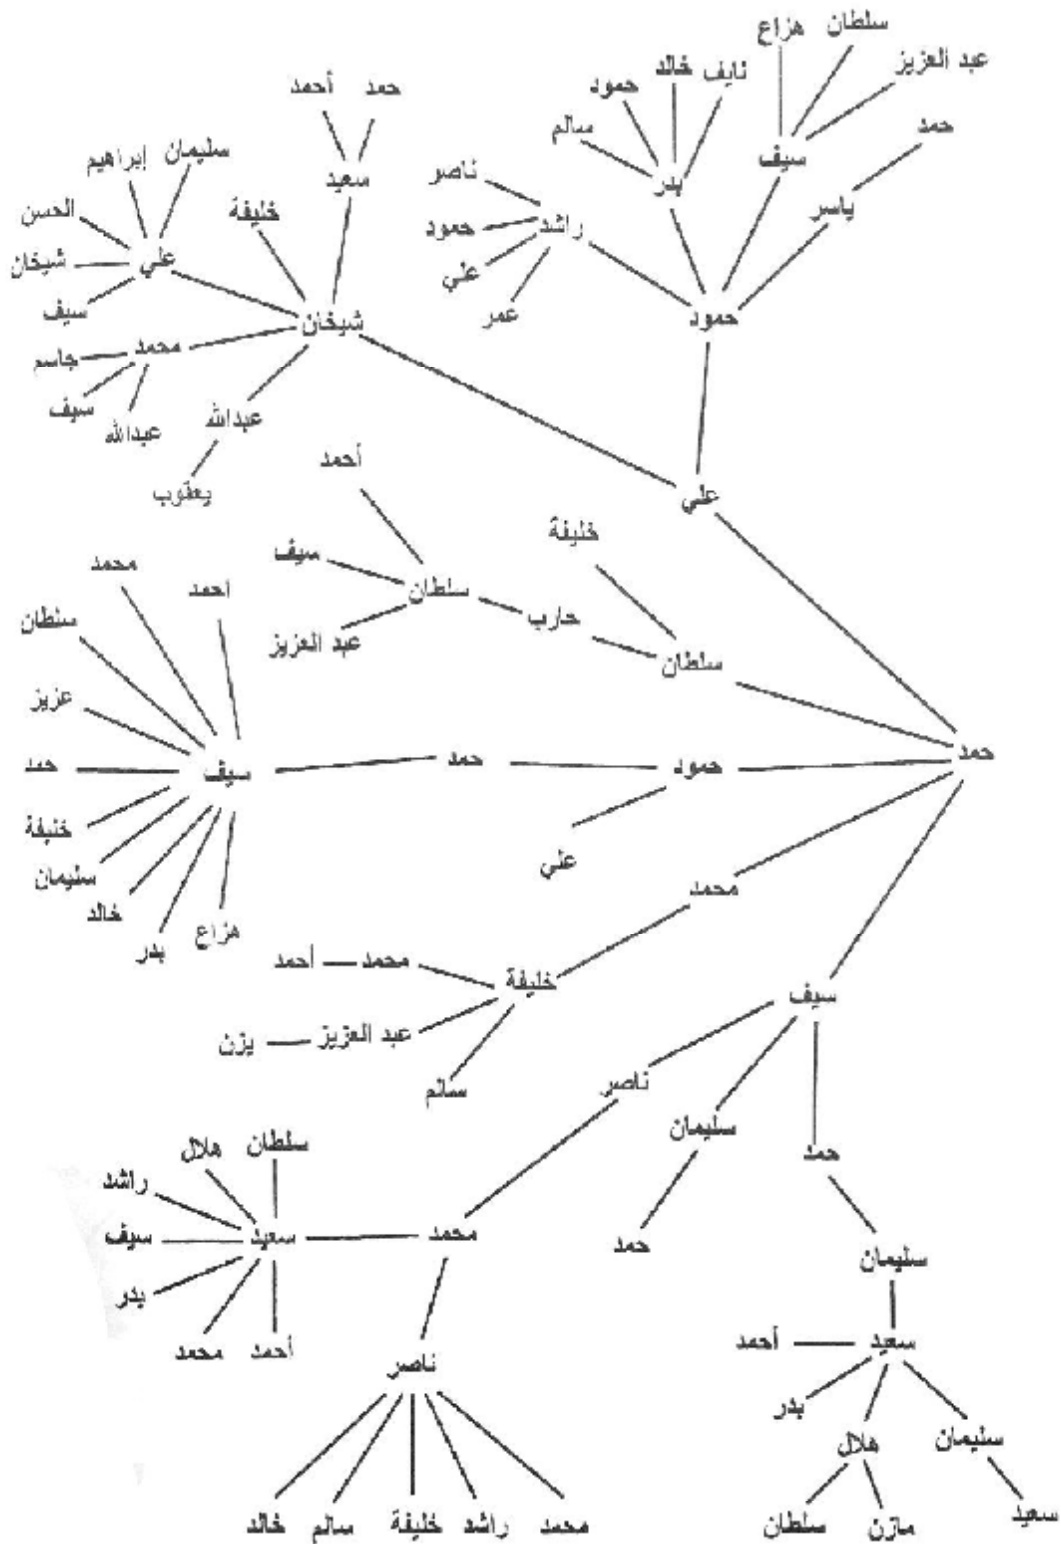 سلطان
هزاع
عبد العزيز
نايف
خالد
حمود
سالم
حمد
سيف
بدر
ياسر
ناصر
راشد
حمود
علي
عمر
حمود
حمد
أحمد
سعيد
خليفة
سليمان
إبراهيم
الحسن
علي
شيخان
سيف
شيخان
محمد
جاسم
سيف
عبدالله
عبدالله
يعقوب
علي
أحمد
خليفة
سيف
سلطان
حارب
عبد العزيز
سلطان
محمد
احمد
سلطان
عزيز
حمد
سيف
حمد
حمود
حمد
خليفة
سليمان
خالد
بدر
هزاع
علي
محمد
خليفة
محمد
أحمد
عبد العزيز
يزن
سالم
سيف
ناصر
سليمان
حمد
حمد
سليمان
سلطان
هلال
راشد
سيف
سعيد
محمد
بدر
محمد
أحمد
ناصر
سعيد
أحمد
بدر
هلال
سليمان
محمد
راشد
خليفة
سالم
خالد
سعيد
مازن
سلطان